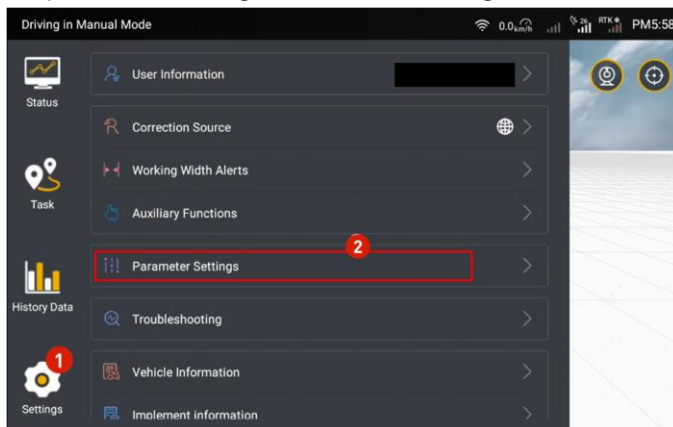 Driving in Manual Mode
0.0km/h
26
RTK
PM5:58
Status
User Information
Correction Source
Working Width Alerts
Task
Auxiliary Functions
2
Parameter Settings
History Data
Troubleshooting
1
Vehicle Information
Settings
Implement information